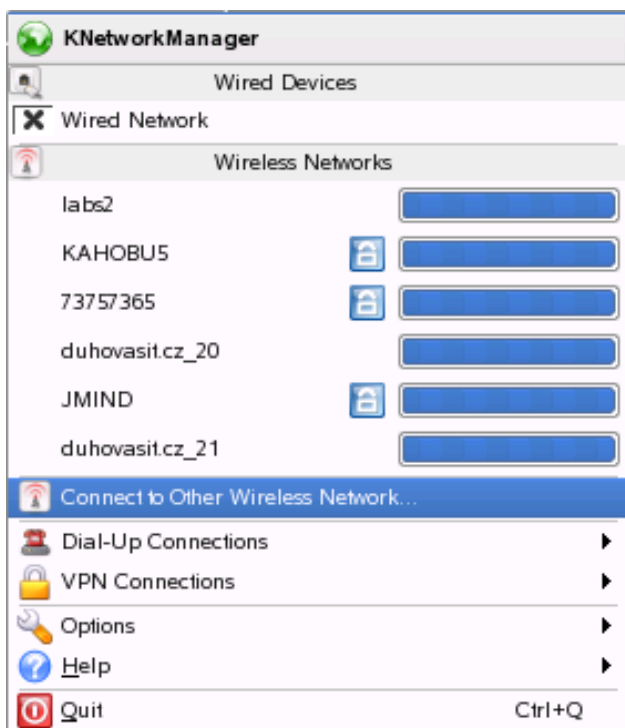 KNetworkManager
Wired Devices
Wired Network
Wireless Networks
labs2
KAHOBU5
73757365
duhovasit.cz_20
JMIND
duhovasit.cz_21
Connect to Other Wireless Network...
Dial-Up Connections
VPN Connections
Options
Help
Quit Ctrl+Q